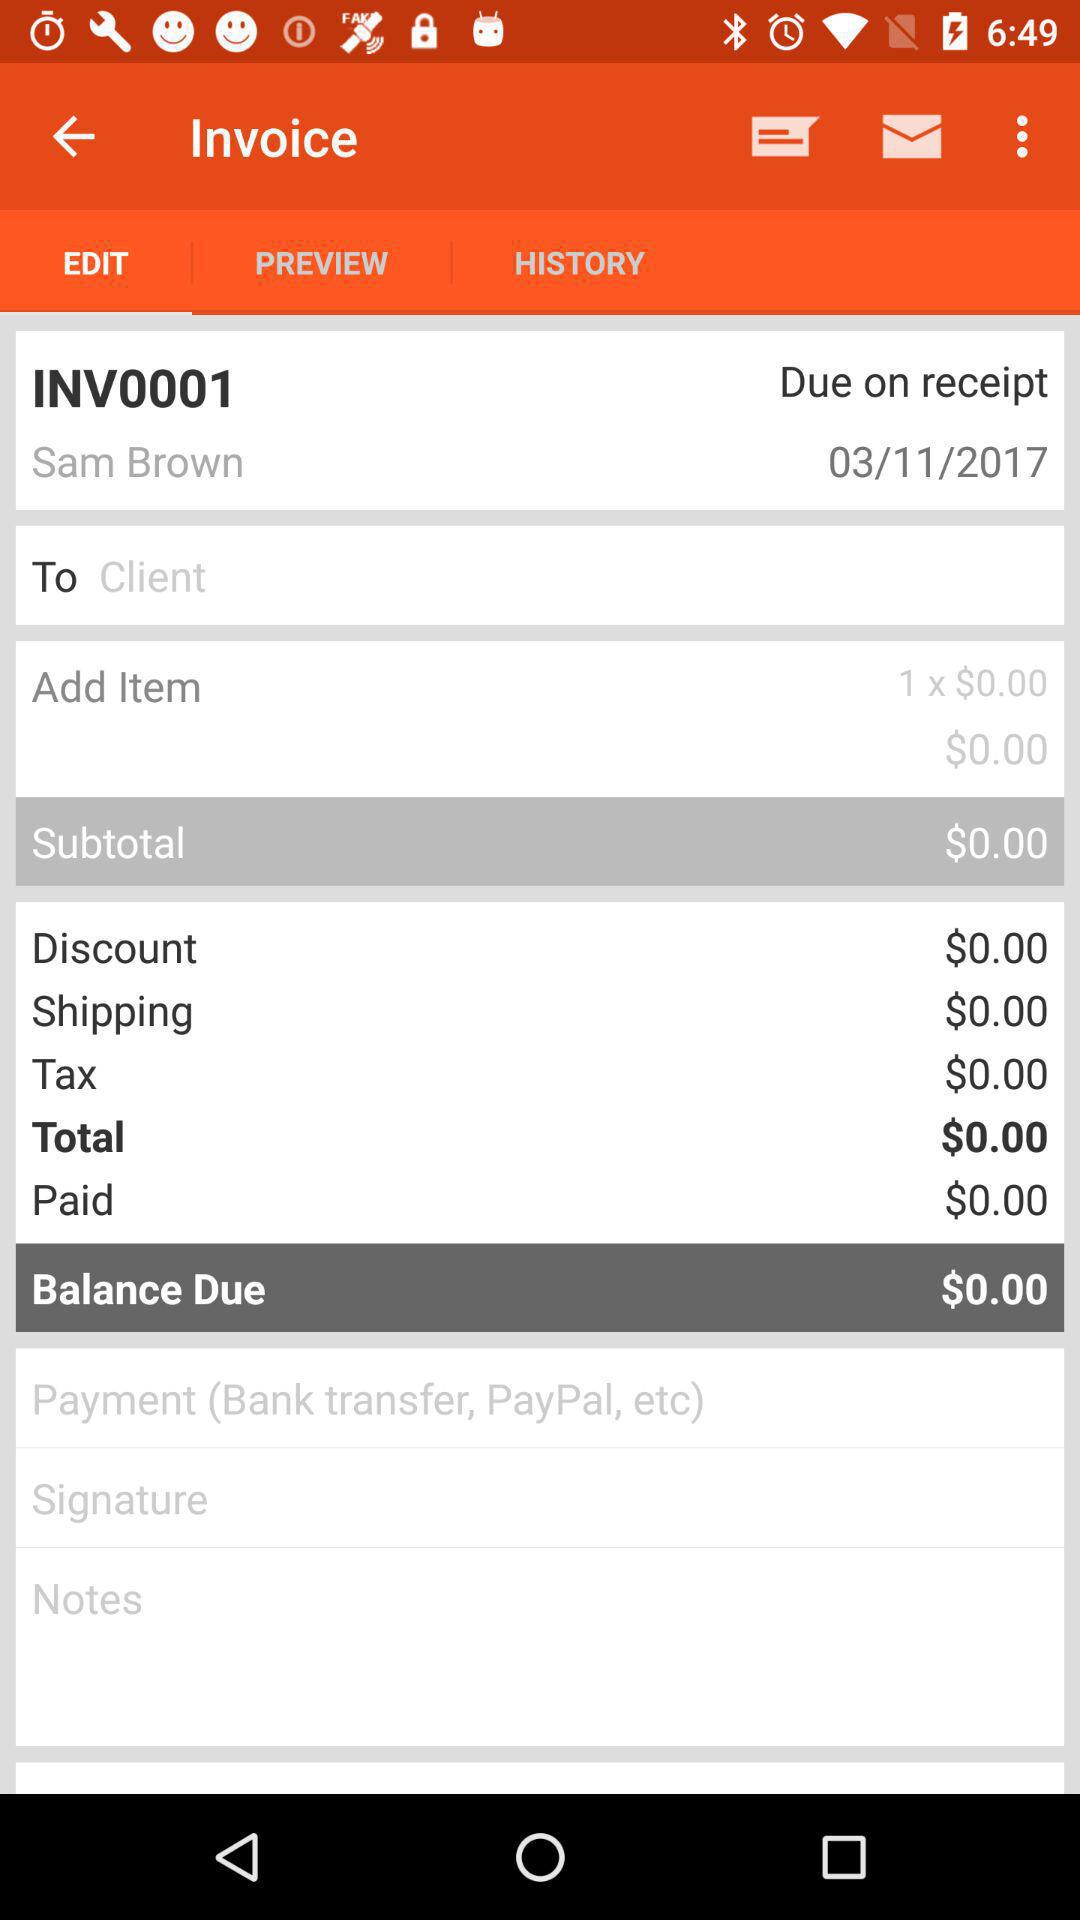 FAKE
6:49
Invoice
EDIT PREVIEW HISTORY
INV0001 Due on receipt
Sam Brown 03/11/2017
To Client
Add Item 1 x $0.00
$0.00
Subtotal $0.00
Discount $0.00
Shipping $0.00
Tax $0.00
Total $0.00
Paid $0.00
Balance Due $0.00
Payment (Bank transfer, PayPal, etc)
Signature
Notes